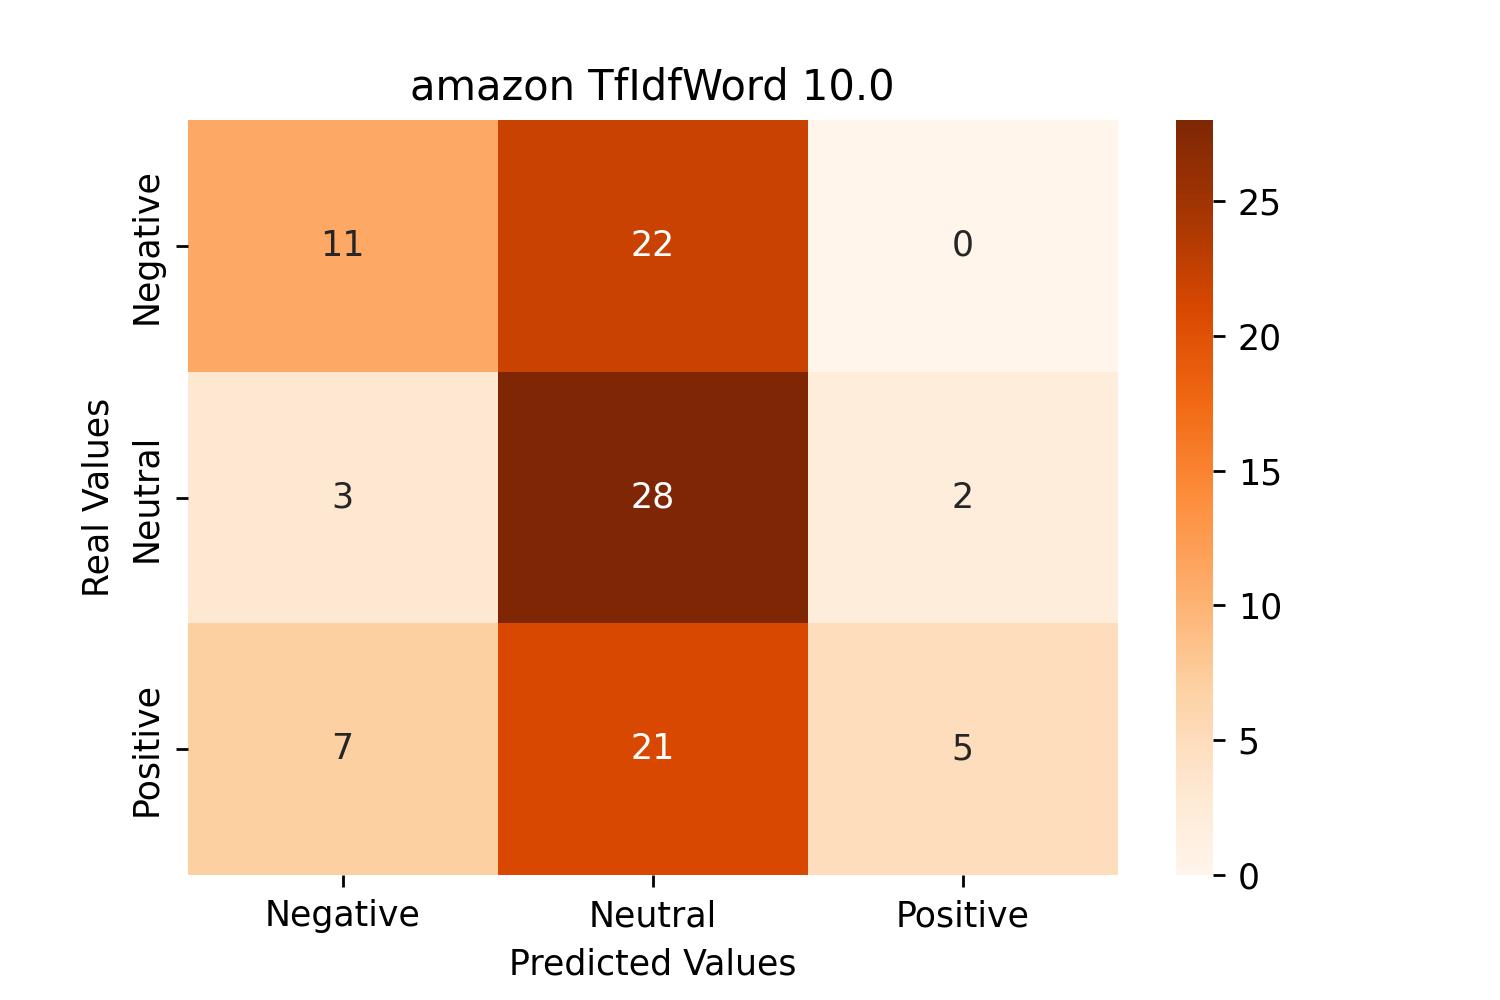 amazon TfIdfWord 10.0
Real Values
Negative
11 22 0
Neutral
3 28 2
Positive
7 21 5
Negative Neutral Positive
Predicted Values
25
20
15
10
5
0